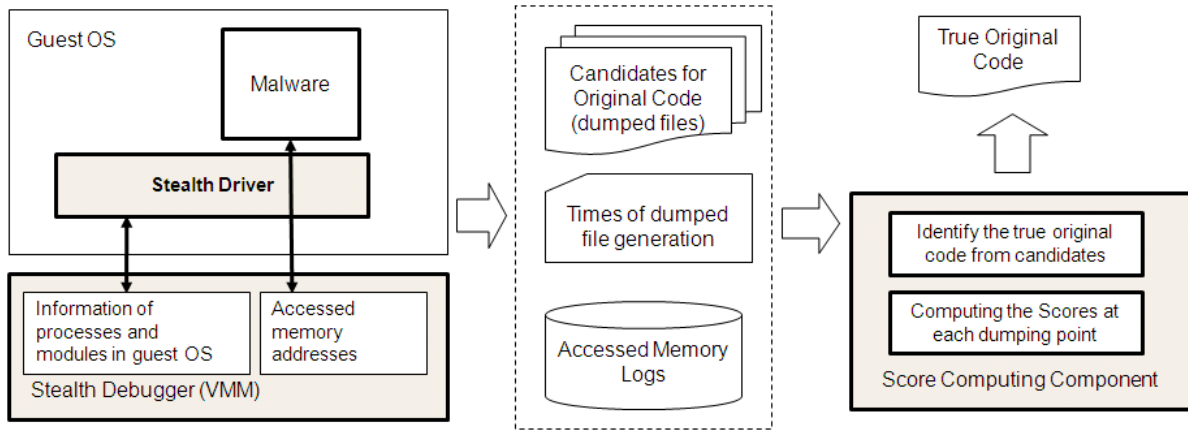 Guest OS
Malware
Stealth Driver
Information of
processes and
modules in guest OS
Accessed
memory
addresses
Stealth Debugger (VMM)
Candidates for
Original Code
(dumped files)
Times of dumped
file generation
Accessed Memory
Logs
True Original
Code
Identify the true original
code from candidates
Computing the Scores at
each dumping point
Score Computing Component